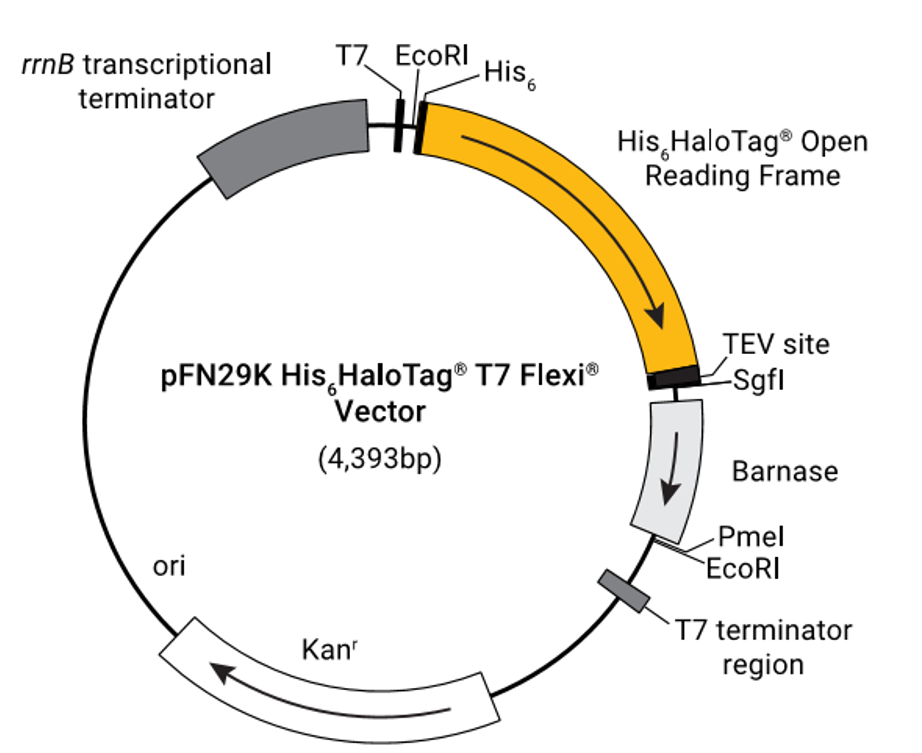 rrnB transcriptional
terminator
T7
EcoRI
His₆
His₆HaloTag® Open
Reading Frame
TEV site
SgfI
pFN29K His₆HaloTag® T7 Flexi®
Vector
(4,393bp)
Barnase
PmeI
EcoRI
T7 terminator
region
ori
Kanʳ